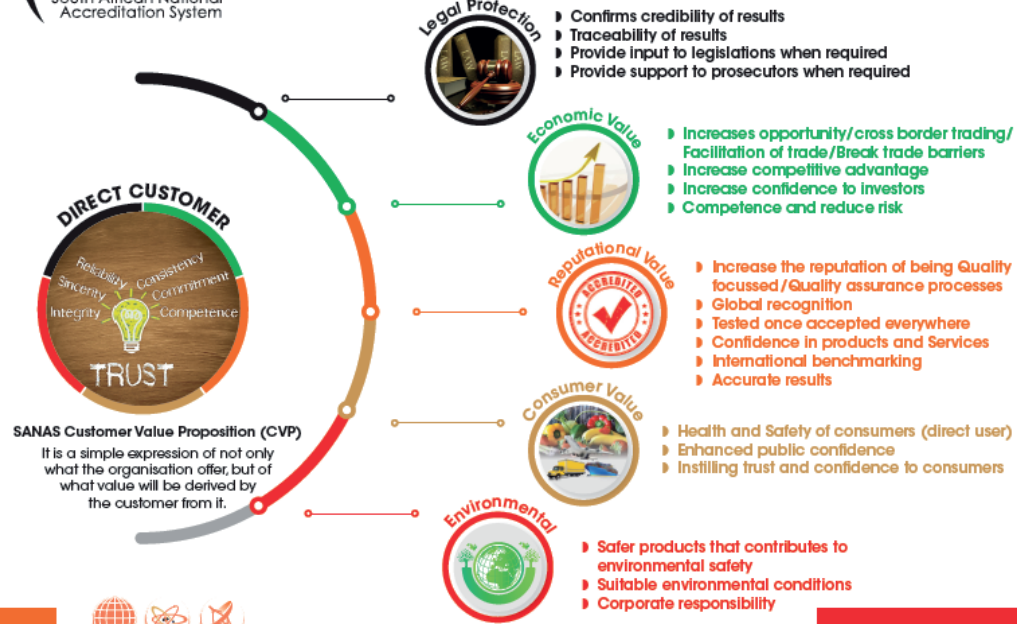 South African National
Accreditation System
Legal Protection
Confirms credibility of results
Traceability of results
Provide input to legislations when required
Provide support to prosecutors when required
Economic Value
Increases opportunity/cross border trading/
Facilitation of trade/Break trade barriers
Increase competitive advantage
Increase confidence to investors
Competence and reduce risk
DIRECT CUSTOMER
Reliability
Consistency
Sincerity
Commitment
Integrity
Competence
TRUST
Reputational Value
ACCREDITED
ACCREDITED
Increase the reputation of being Quality
focussed/Quality assurance processes
Global recognition
Tested once accepted everywhere
Confidence in products and Services
International benchmarking
Accurate results
SANAS Customer Value Proposition (CVP)
It is a simple expression of not only
what the organisation offer, but of
what value will be derived by
the customer from it.
Consumer Value
Health and Safety of consumers (direct user)
Enhanced public confidence
Instilling trust and confidence to consumers
Environmental
Safer products that contributes to
environmental safety
Suitable environmental conditions
Corporate responsibility